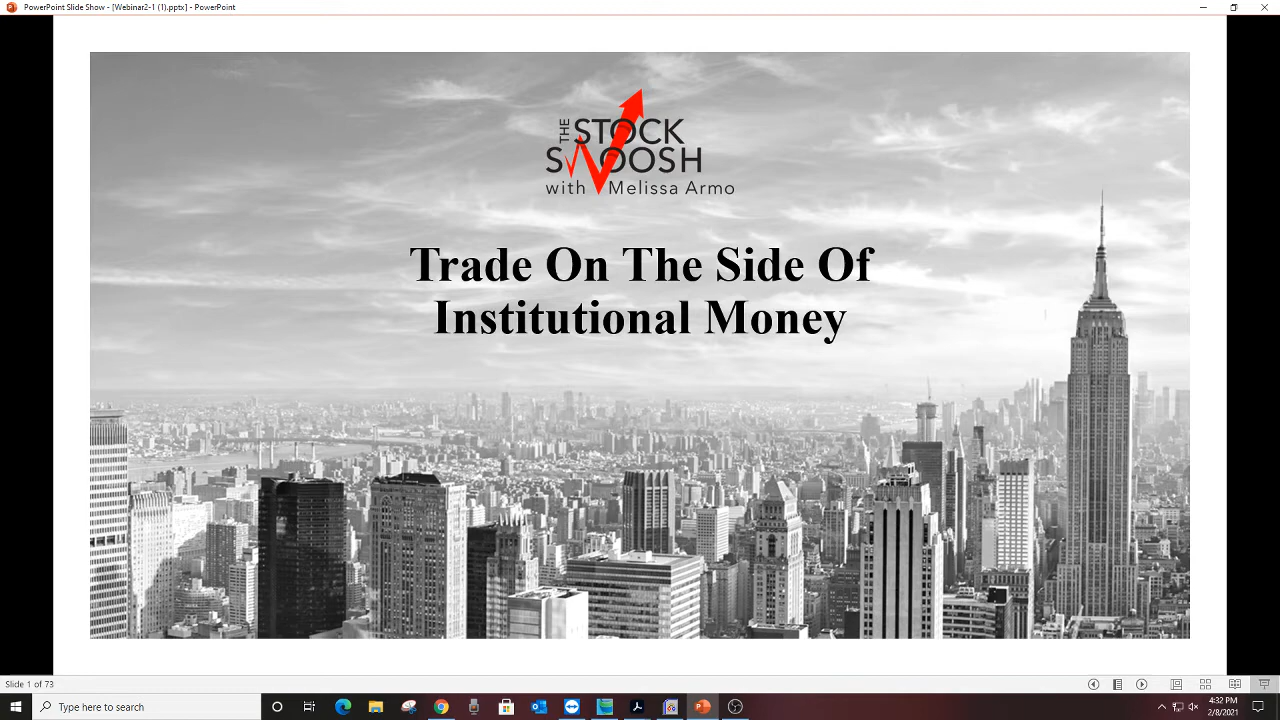 PowerPoint Slide Show - [Webinar2-1 (1).pptx] - PowerPoint
THE STOCK
SWOOSH
with Melissa Armo
Trade On The Side Of
Institutional Money
Slide 1 of 73
Type here to search
4:32 PM
2/8/2021